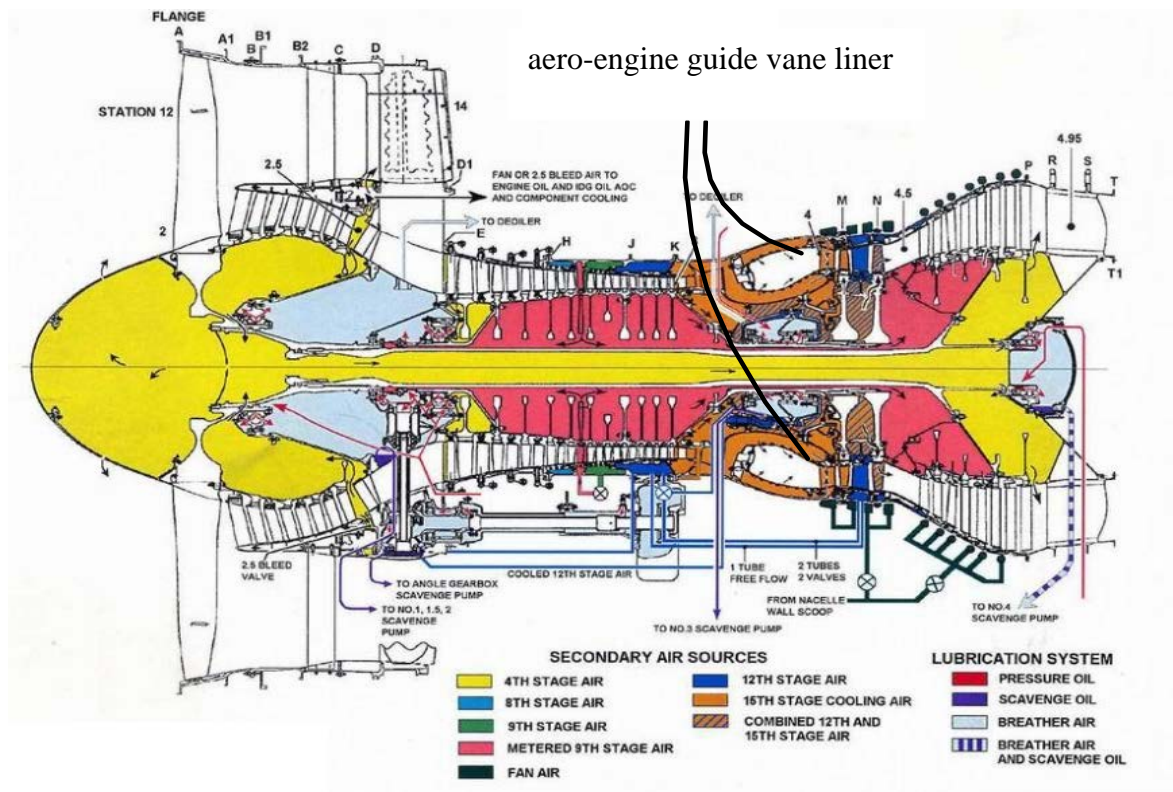 FLANGE
A
A1
B
B1
B2
C
D
aero-engine guide vane liner
STATION 12
14
4.95
2.5
D1
P
R
S
T
FAN OR 2.5 BLEED AIR TO
ENGINE OIL AND IDG OIL AOC
AND COMPONENT COOLING
TO DEOILER
M
N
4.5
TO DEOILER
2
E
H
J
K
4
T1
2.5 BLEED
VALVE
COOLED 12TH STAGE AIR
1 TUBE
FREE FLOW
2 TUBES
2 VALVES
TO ANGLE GEARBOX
SCAVENGE PUMP
FROM NACELLE
WALL SCOOP
TO NO.1, 1.5, 2
SCAVENGE
PUMP
TO NO.3 SCAVENGE PUMP
TO NO.4
SCAVENGE PUMP
SECONDARY AIR SOURCES
4TH STAGE AIR
8TH STAGE AIR
9TH STAGE AIR
METERED 9TH STAGE AIR
FAN AIR
12TH STAGE AIR
15TH STAGE COOLING AIR
COMBINED 12TH AND
15TH STAGE AIR
LUBRICATION SYSTEM
PRESSURE OIL
SCAVENGE OIL
BREATHER AIR
BREATHER AIR
AND SCAVENGE OIL